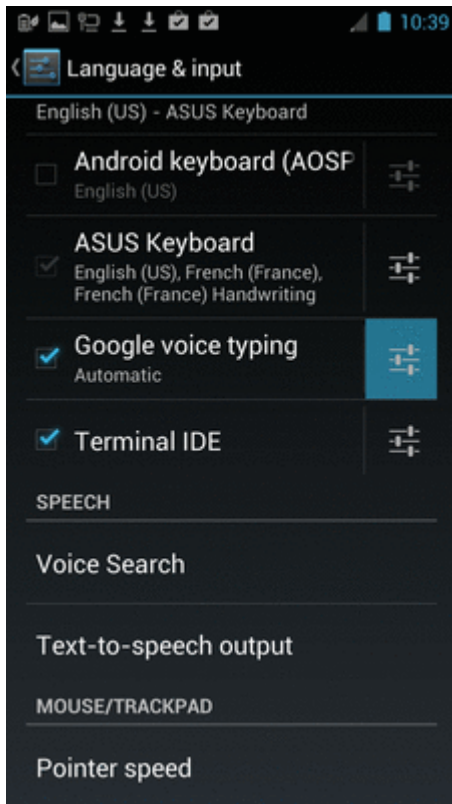 10:39
Language & input
English (US) - ASUS Keyboard
Android keyboard (AOSP
English (US)
ASUS Keyboard
English (US), French (France),
French (France) Handwriting
Google voice typing
Automatic
Terminal IDE
SPEECH
Voice Search
Text-to-speech output
MOUSE/TRACKPAD
Pointer speed